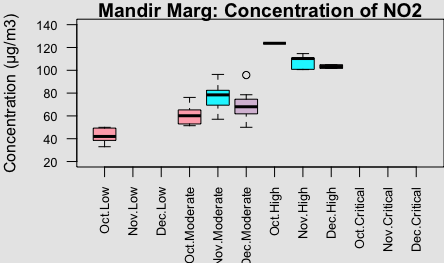 Mandir Marg: Concentration of NO2
Concentration (µg/m3)
140
120
100
80
60
40
20
Oct.Low
Nov.Low
Dec.Low
Oct.Moderate
Nov.Moderate
Dec.Moderate
Oct.High
Nov.High
Dec.High
Oct.Critical
Nov.Critical
Dec.Critical